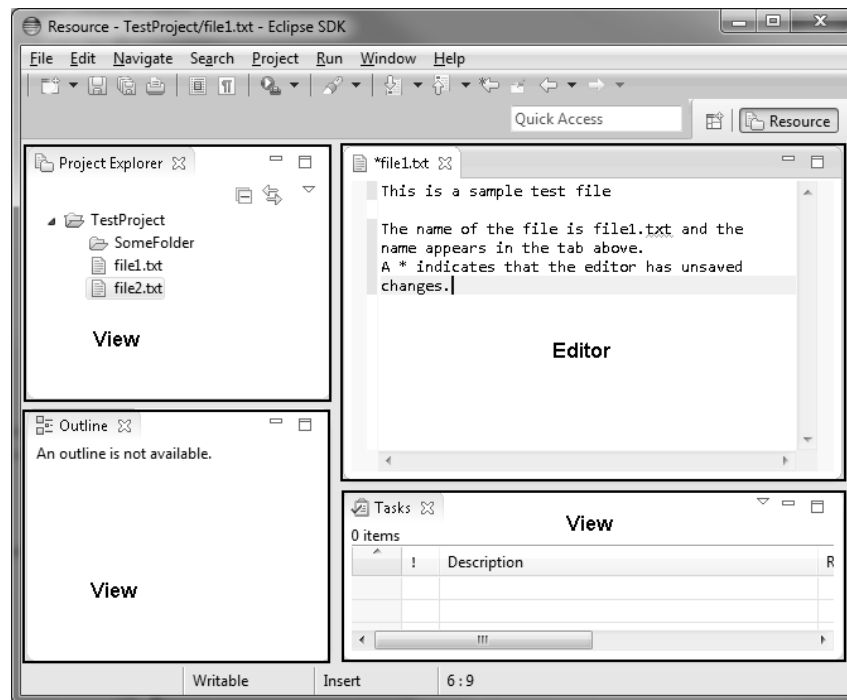 Resource - TestProject/file1.txt - Eclipse SDK
File Edit Navigate Search Project Run Window Help
Quick Access
Resource
Project Explorer
TestProject
SomeFolder
file1.txt
file2.txt
View
*file1.txt
This is a sample test file
The name of the file is file1.txt and the
name appears in the tab above.
A * indicates that the editor has unsaved
changes.
Editor
Outline
An outline is not available.
View
Tasks
View
0 items
! Description R
Writable Insert 6 : 9